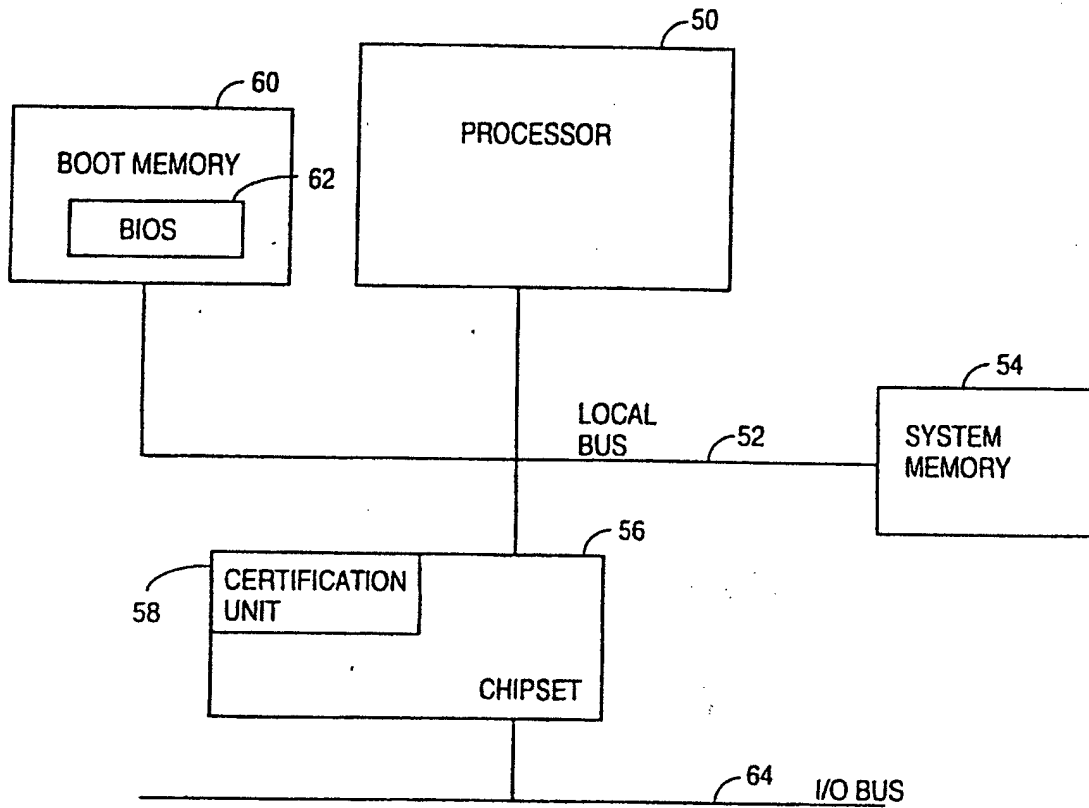 50
60
PROCESSOR
BOOT MEMORY
62
BIOS
54
LOCAL
BUS
52
SYSTEM
MEMORY
56
CERTIFICATION
UNIT
58
CHIPSET
64
I/O BUS